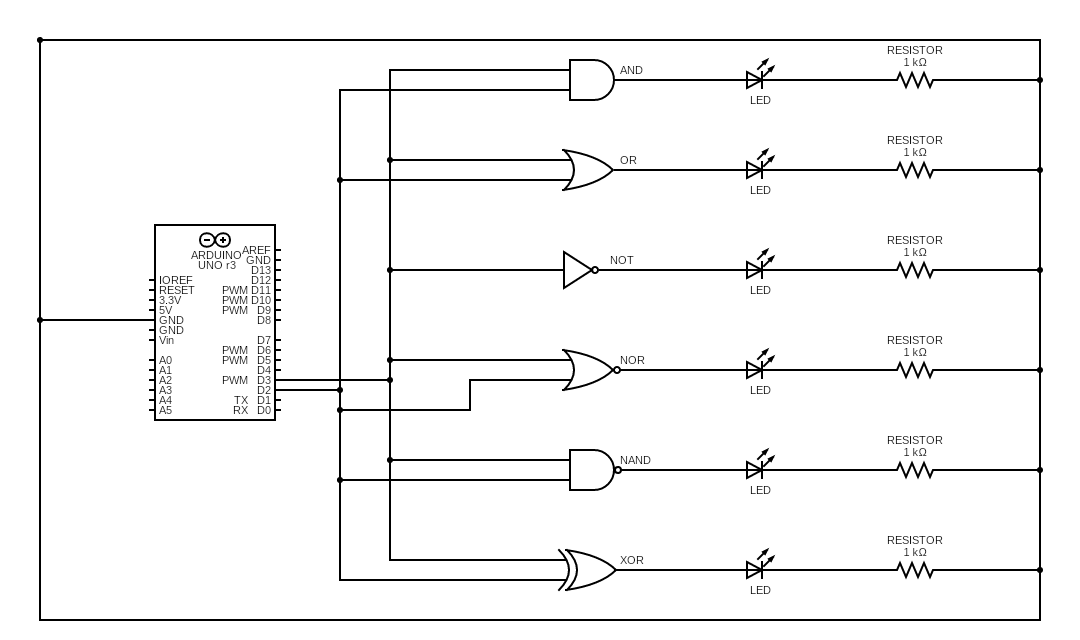 AND
LED
RESISTOR
1 kΩ
OR
LED
RESISTOR
1 kΩ
NOT
LED
RESISTOR
1 kΩ
NOR
LED
RESISTOR
1 kΩ
NAND
LED
RESISTOR
1 kΩ
XOR
LED
RESISTOR
1 kΩ
ARDUINO
UNO r3
IOREF
RESET
3.3V
5V
GND
GND
Vin
A0
A1
A2
A3
A4
A5
AREF
GND
D13
D12
PWM D11
PWM D10
PWM D9
D8
D7
PWM D6
PWM D5
D4
PWM D3
D2
TX D1
RX D0